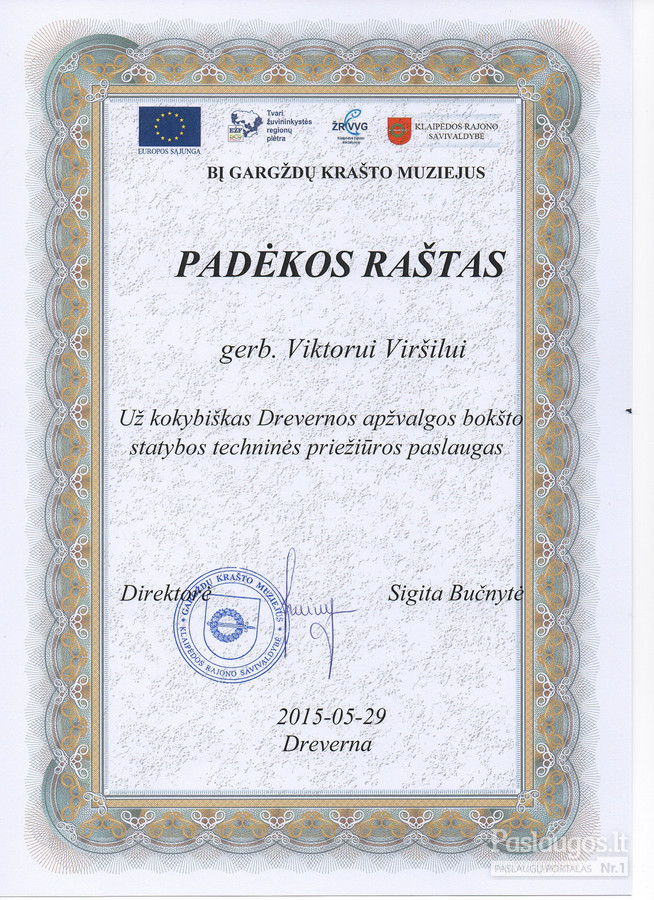 EUROPOS SĄJUNGA
EŽF
Tvari
žuvininkystės
regionų
plėtra
ŽRVVG
KLAIPĖDOS RAJONO
SAVIVALDYBĖ
BĮ GARGŽDŲ KRAŠTO MUZIEJUS
PADĖKOS RAŠTAS
gerb. Viktorui Viršilui
Už kokybiškas Drevernos apžvalgos bokšto
statybos techninės priežiūros paslaugas
Direktorė
Sigita Bučnytė
GARGŽDŲ KRAŠTO MUZIEJUS
KLAIPĖDOS RAJONO SAVIVALDYBĖ
2015-05-29
Dreverna
Paslaugos.lt
PASLAUGŲ PORTALAS Nr.1